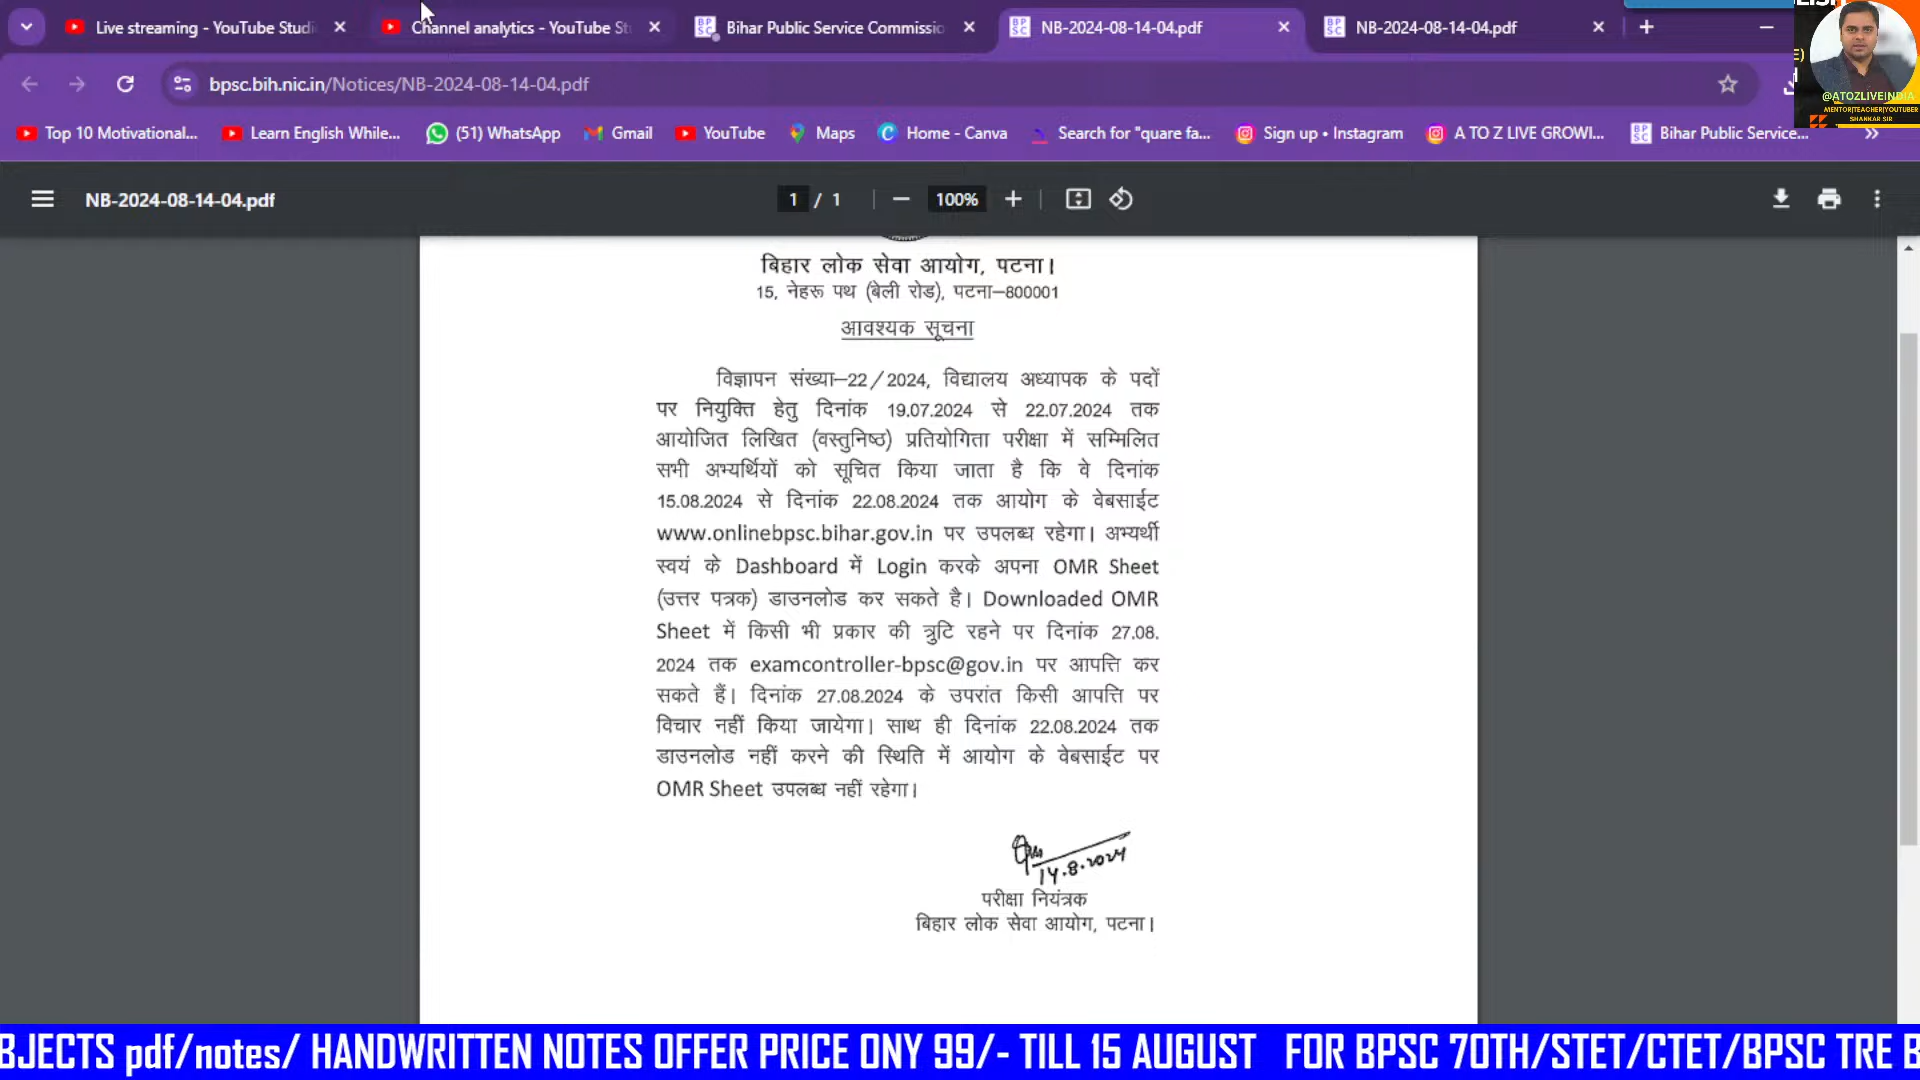 Live streaming - YouTube Studi
Channel analytics - YouTube St
Bihar Public Service Commissio
NB-2024-08-14-04.pdf
NB-2024-08-14-04.pdf
bpsc.bih.nic.in/Notices/NB-2024-08-14-04.pdf
@ATOZLIVEINDIA
MENTOR|TEACHER|YOUTUBER
SHANKAR SIR
Top 10 Motivational...
Learn English While...
(51) WhatsApp
Gmail
YouTube
Maps
Home - Canva
Search for "quare fa...
Sign up • Instagram
A TO Z LIVE GROWI...
Bihar Public Service...
NB-2024-08-14-04.pdf
1 / 1
100%
बिहार लोक सेवा आयोग, पटना।
15, नेहरू पथ (बेली रोड), पटना–800001
आवश्यक सूचना
विज्ञापन संख्या–22/2024, विद्यालय अध्यापक के पदों
पर नियुक्ति हेतु दिनांक 19.07.2024 से 22.07.2024 तक
आयोजित लिखित (वस्तुनिष्ठ) प्रतियोगिता परीक्षा में सम्मिलित
सभी अभ्यर्थियों को सूचित किया जाता है कि वे दिनांक
15.08.2024 से दिनांक 22.08.2024 तक आयोग के वेबसाईट
www.onlinebpsc.bihar.gov.in पर उपलब्ध रहेगा। अभ्यर्थी
स्वयं के Dashboard में Login करके अपना OMR Sheet
(उत्तर पत्रक) डाउनलोड कर सकते है। Downloaded OMR
Sheet में किसी भी प्रकार की त्रुटि रहने पर दिनांक 27.08.
2024 तक examcontroller-bpsc@gov.in पर आपत्ति कर
सकते हैं। दिनांक 27.08.2024 के उपरांत किसी आपत्ति पर
विचार नहीं किया जायेगा। साथ ही दिनांक 22.08.2024 तक
डाउनलोड नहीं करने की स्थिति में आयोग के वेबसाईट पर
OMR Sheet उपलब्ध नहीं रहेगा।
14.8.2024
परीक्षा नियंत्रक
बिहार लोक सेवा आयोग, पटना।
BJECTS pdf/notes/ HANDWRITTEN NOTES OFFER PRICE ONY 99/- TILL 15 AUGUST FOR BPSC 70TH/STET/CTET/BPSC TRE B